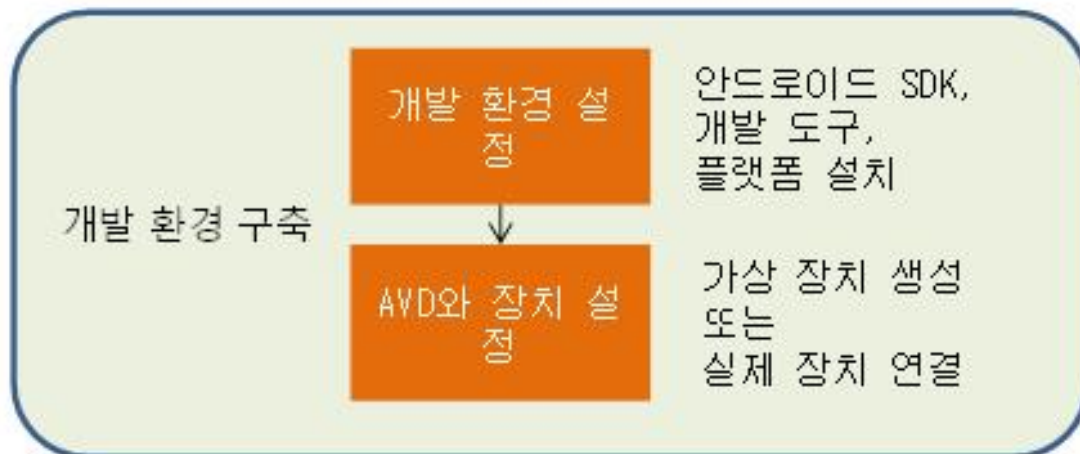 개발 환경 구축
개발 환경 설
정
안드로이드 SDK,
개발 도구,
플랫폼 설치
AVD와 장치 설
정
가상 장치 생성
또는
실제 장치 연결